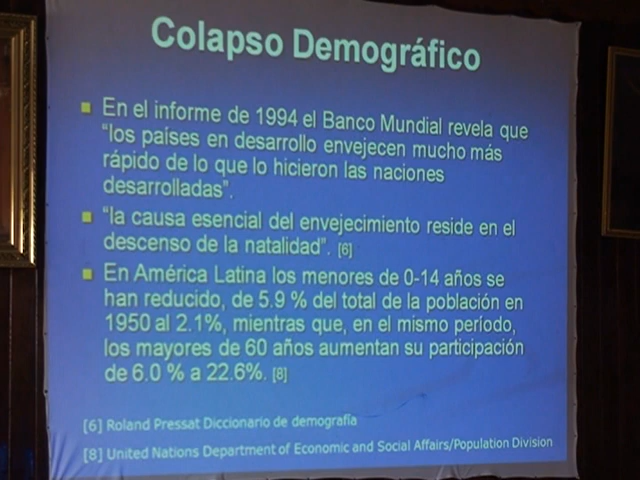 Colapso Demográfico
En el informe de 1994 el Banco Mundial revela que
"los países en desarrollo envejecen mucho más
rápido de lo que lo hicieron las naciones
desarrolladas".
"la causa esencial del envejecimiento reside en el
descenso de la natalidad". [6]
En América Latina los menores de 0-14 años se
han reducido, de 5.9 % del total de la población en
1950 al 2.1%, mientras que, en el mismo período,
los mayores de 60 años aumentan su participación
de 6.0 % a 22.6%. [8]
[6] Roland Pressat Diccionario de demografía
[8] United Nations Department of Economic and Social Affairs/Population Division